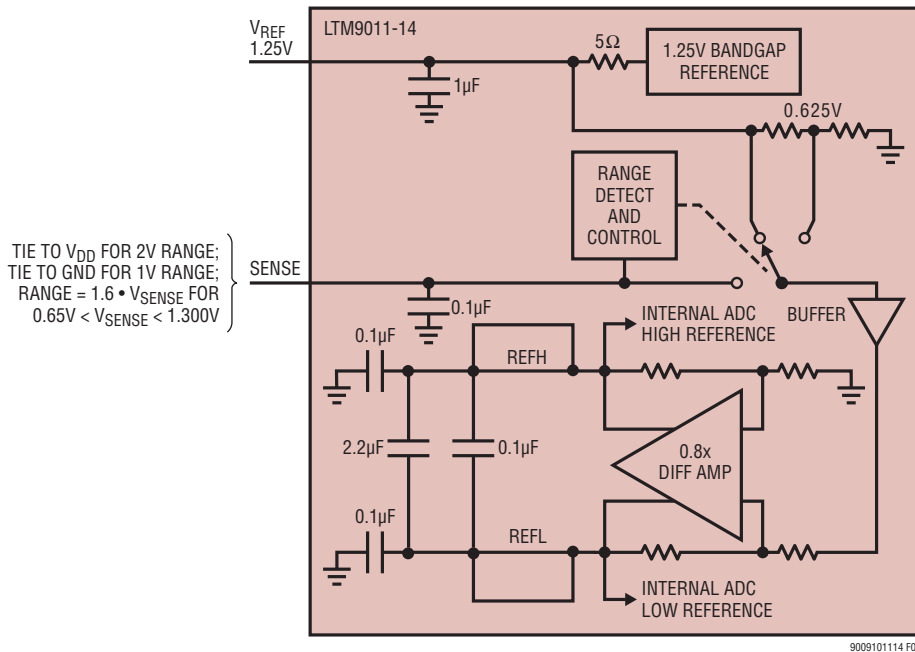 LTM9011-14
VREF
1.25V
5Ω
1.25V BANDGAP
REFERENCE
1µF
0.625V
RANGE
DETECT
AND
CONTROL
TIE TO VDD FOR 2V RANGE;
TIE TO GND FOR 1V RANGE;
RANGE = 1.6 • VSENSE FOR
0.65V < VSENSE < 1.300V
SENSE
0.1µF
BUFFER
INTERNAL ADC
HIGH REFERENCE
0.1µF
REFH
2.2µF
0.1µF
0.8x
DIFF AMP
0.1µF
REFL
INTERNAL ADC
LOW REFERENCE